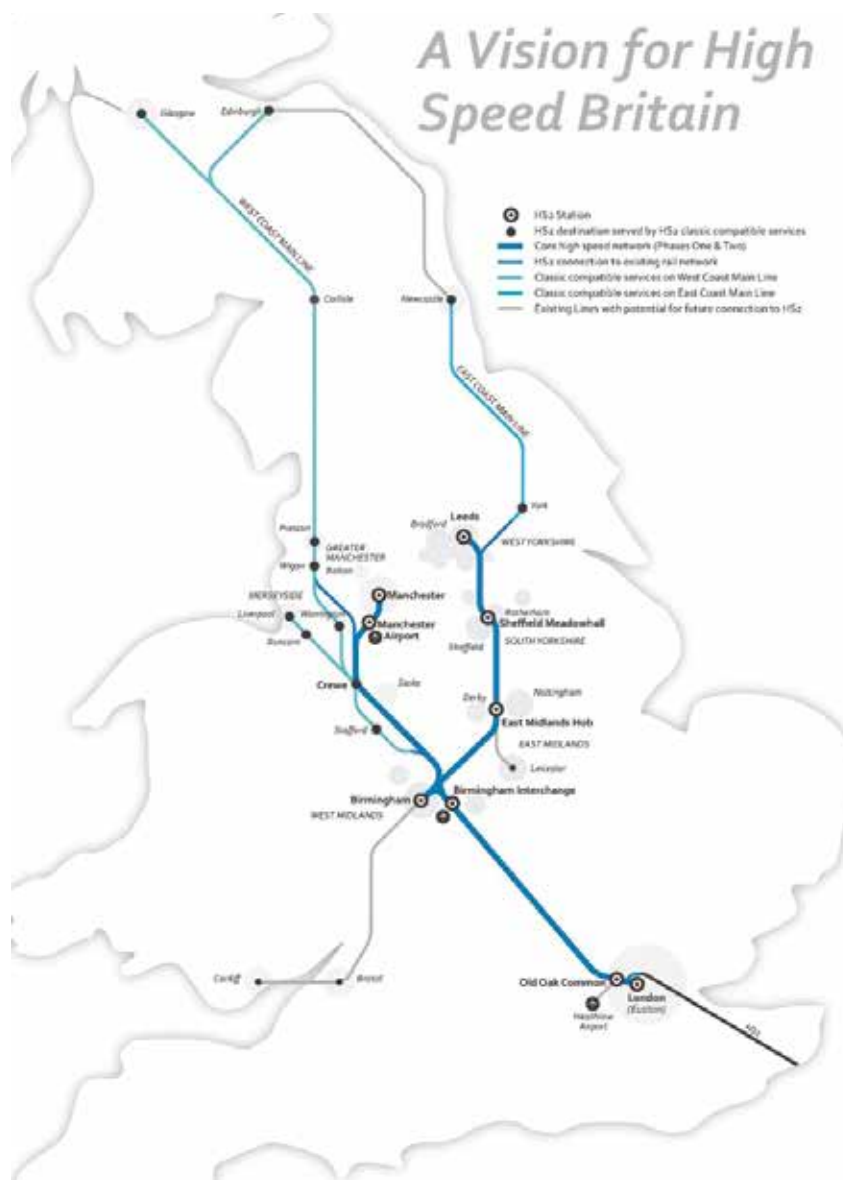 A Vision for High
Speed Britain
Glasgow
Edinburgh
HS2 Station
HS2 destination served by HS2 classic compatible services
Core high speed network (Phases One & Two)
HS2 connection to existing rail network
Classic compatible services on West Coast Main Line
Classic compatible services on East Coast Main Line
Existing Lines with potential for future connection to HS2
WEST COAST MAIN LINE
Carlisle
Newcastle
EAST COAST MAIN LINE
York
Leeds
Bradford
Preston
WEST YORKSHIRE
GREATER
MANCHESTER
Wigan
Bolton
MERSEYSIDE
Manchester
Liverpool
Warrington
Rotherham
Manchester
Airport
Sheffield Meadowhall
Runcorn
SOUTH YORKSHIRE
Sheffield
Crewe
Stoke
Derby
Nottingham
East Midlands Hub
Stafford
EAST MIDLANDS
Leicester
Birmingham Interchange
Birmingham
WEST MIDLANDS
Cardiff
Bristol
Old Oak Common
London
(Euston)
Heathrow
Airport
HS1